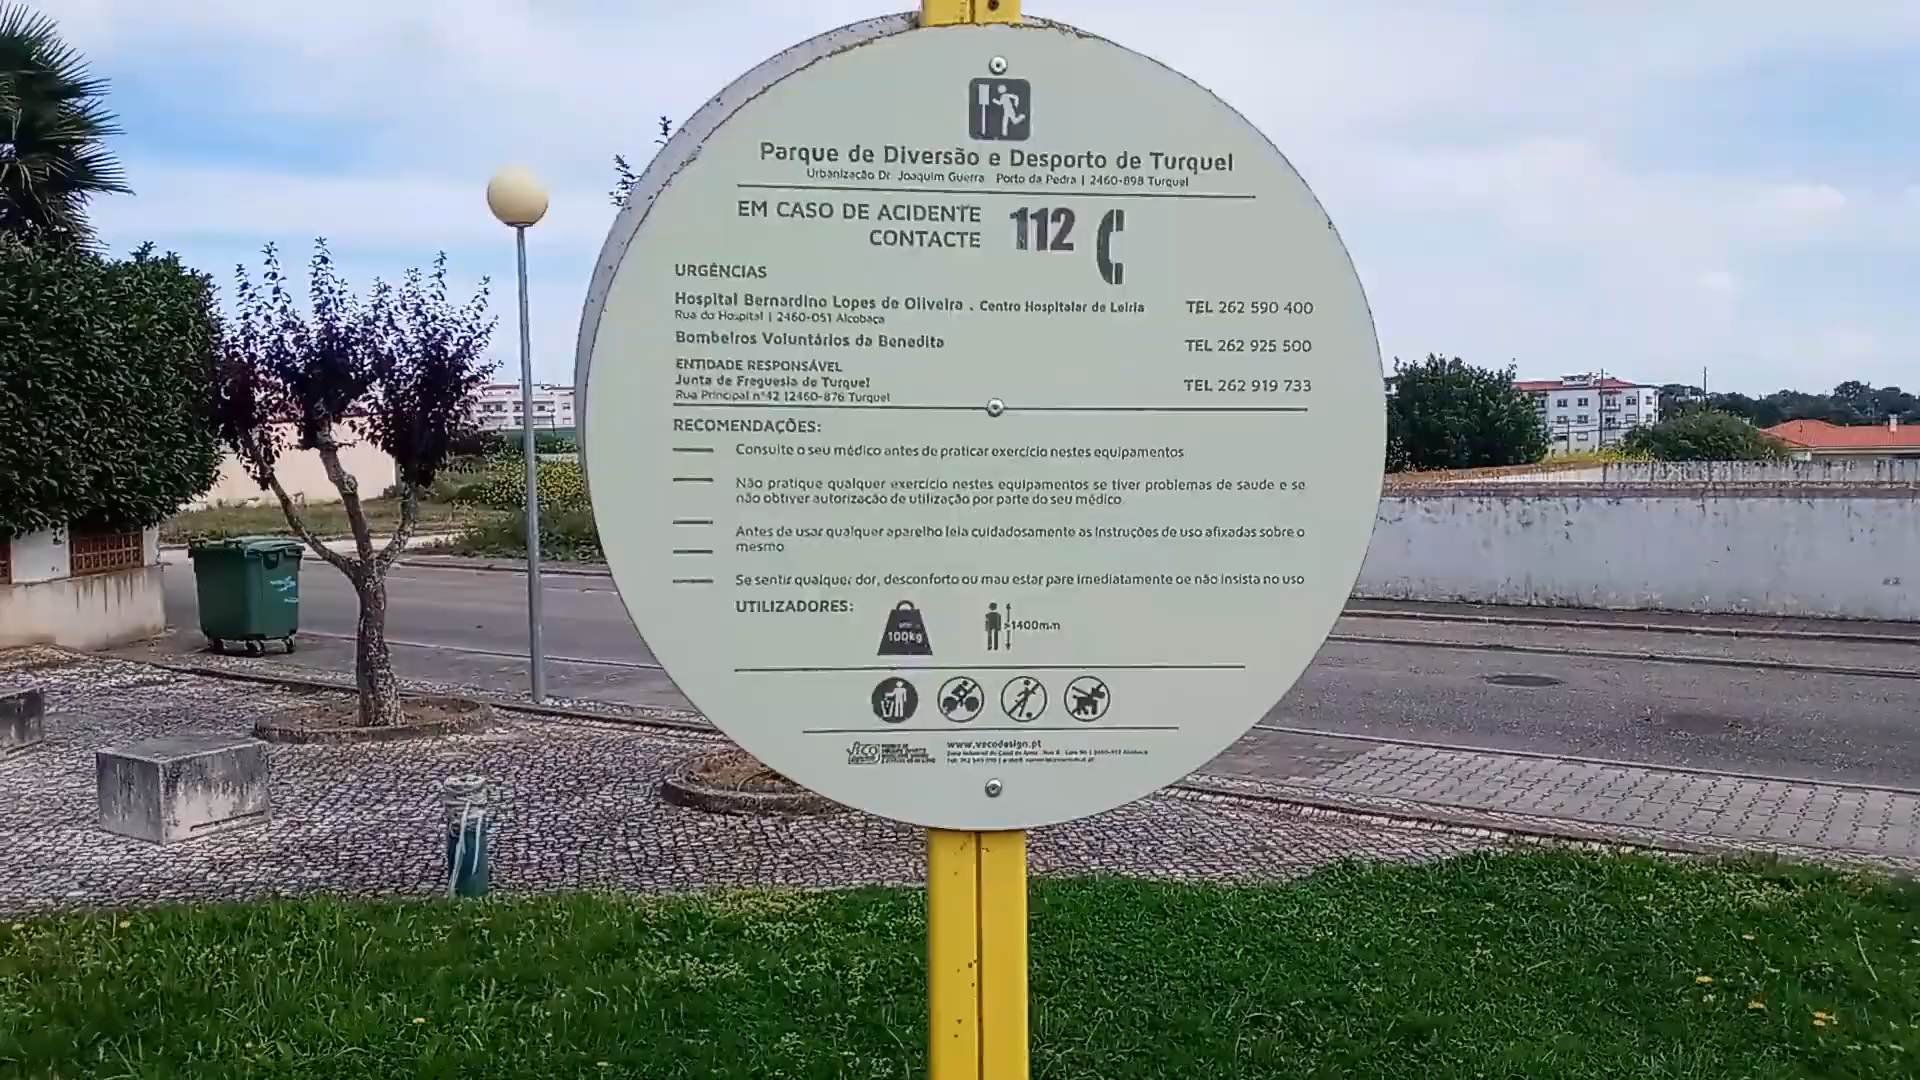 Parque de Diversão e Desporto de Turquel
Urbanização Dr. Joaquim Guerra Porto da Pedra | 2460-898 Turquel
EM CASO DE ACIDENTE
CONTACTE
112
URGÊNCIAS
Hospital Bernardino Lopes de Oliveira . Centro Hospitalar de Leiria TEL 262 590 400
Rua do Hospital | 2460-051 Alcobaça
Bombeiros Voluntários da Benedita TEL 262 925 500
ENTIDADE RESPONSÁVEL
Junta de Freguesia de Turquel TEL 262 919 733
Rua Principal nº42 | 2460-876 Turquel
RECOMENDAÇÕES:
Consulte o seu médico antes de praticar exercício nestes equipamentos
Não pratique qualquer exercício nestes equipamentos se tiver problemas de saude e se
não obtiver autorização de utilização por parte do seu médico
Antes de usar qualquer aparelho leia cuidadosamente as instruções de uso afixadas sobre o
mesmo
Se sentir qualquer dor, desconforto ou mau estar pare imediatamente e não insista no uso
UTILIZADORES:
100kg
>1400mm
www.vecodesign.pt
veco